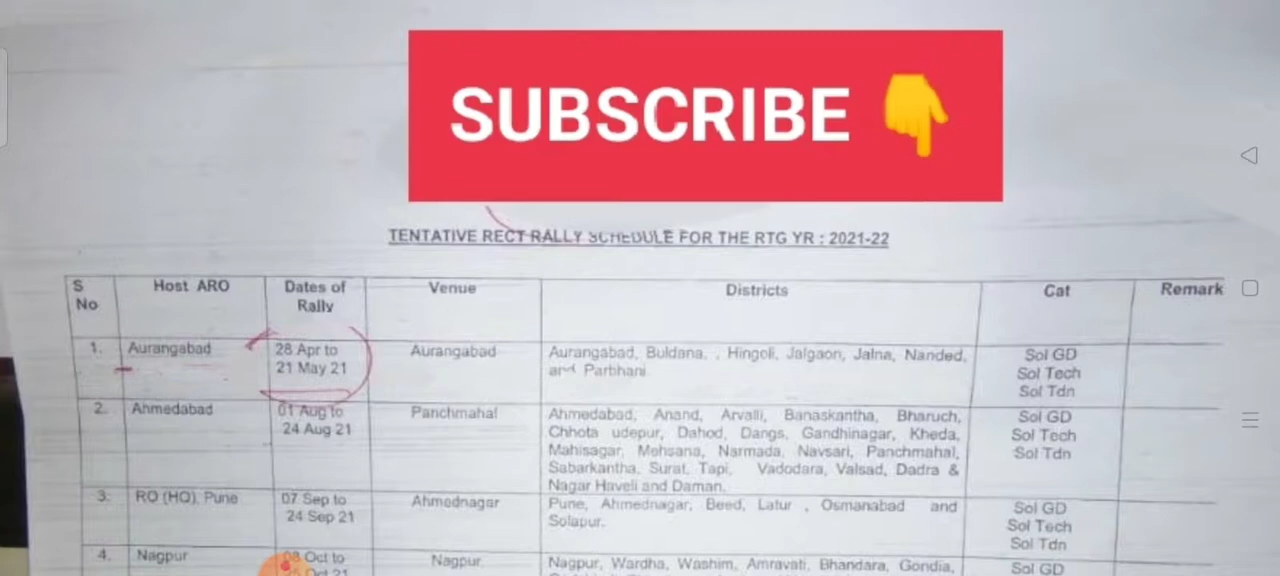 SUBSCRIBE 👇
TENTATIVE RECT RALLY SCHEDULE FOR THE RTG YR : 2021-22
S No Host ARO Dates of Rally Venue Districts Cat Remark
1. Aurangabad 28 Apr to 21 May 21 Aurangabad Aurangabad, Buldana, , Hingoli, Jalgaon, Jalna, Nanded, and Parbhani. Sol GD Sol Tech Sol Tdn
2. Ahmedabad 01 Aug to 24 Aug 21 Panchmahal Ahmedabad, Anand, Arvalli, Banaskantha, Bharuch,
Chhota udepur, Dahod, Dangs, Gandhinagar, Kheda,
Mahisagar, Mehsana, Narmada, Navsari, Panchmahal,
Sabarkantha, Surat, Tapi, Vadodara, Valsad, Dadra &
Nagar Haveli and Daman.
Sol GD
Sol Tech
Sol Tdn
3. RO (HQ), Pune 07 Sep to 24 Sep 21 Ahmednagar Pune, Ahmednagar, Beed, Latur , Osmanabad and
Solapur.
Sol GD
Sol Tech
Sol Tdn
4. Nagpur 08 Oct to Nagpur Nagpur, Wardha, Washim, Amravati, Bhandara, Gondia,
Oct 21
Sol GD